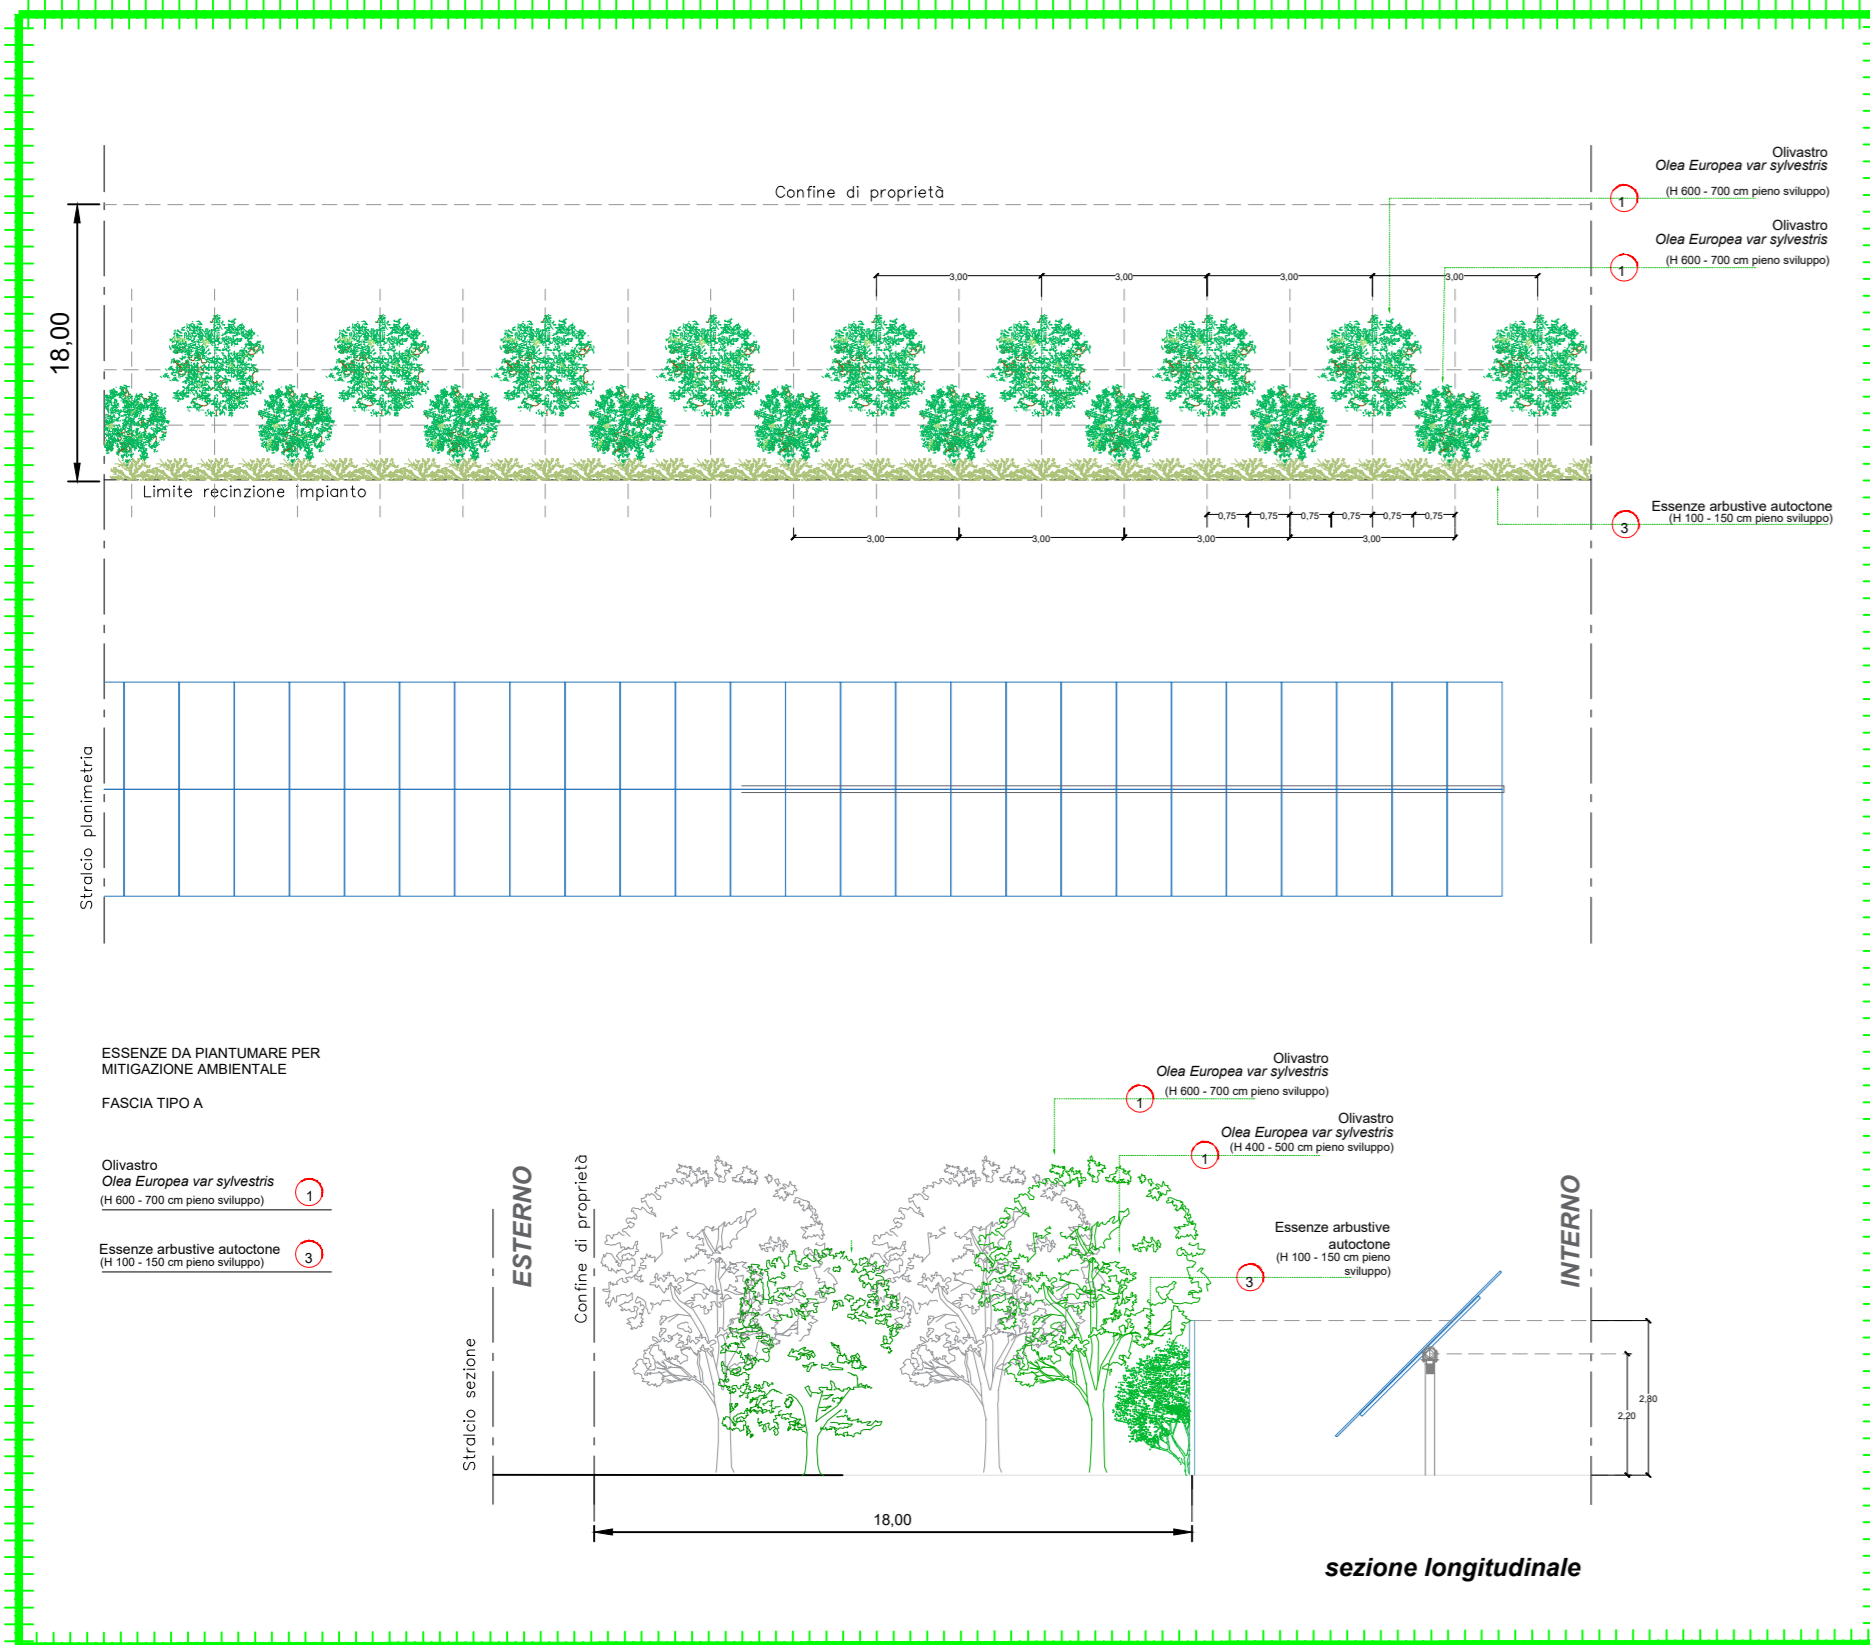 Olivastro
Olea Europea var sylvestris
(H 600 - 700 cm pieno sviluppo)
1
Confine di proprietà
Olivastro
Olea Europea var sylvestris
(H 600 - 700 cm pieno sviluppo)
1
3,00 3,00 3,00 3,00
18,00
Limite recinzione impianto
Essenze arbustive autoctone
(H 100 - 150 cm pieno sviluppo)
3
0,75 0,75 0,75 0,75 0,75 0,75
3,00 3,00 3,00 3,00
Stralcio planimetria
ESSENZE DA PIANTUMARE PER
MITIGAZIONE AMBIENTALE
FASCIA TIPO A
Olivastro
Olea Europea var sylvestris
(H 600 - 700 cm pieno sviluppo)
1
Essenze arbustive autoctone
(H 100 - 150 cm pieno sviluppo)
3
Olivastro
Olea Europea var sylvestris
(H 600 - 700 cm pieno sviluppo)
1
Olivastro
Olea Europea var sylvestris
(H 400 - 500 cm pieno sviluppo)
1
Essenze arbustive
autoctone
(H 100 - 150 cm pieno
sviluppo)
3
Stralcio sezione
ESTERNO
Confine di proprietà
INTERNO
2,20
2,80
18,00
sezione longitudinale